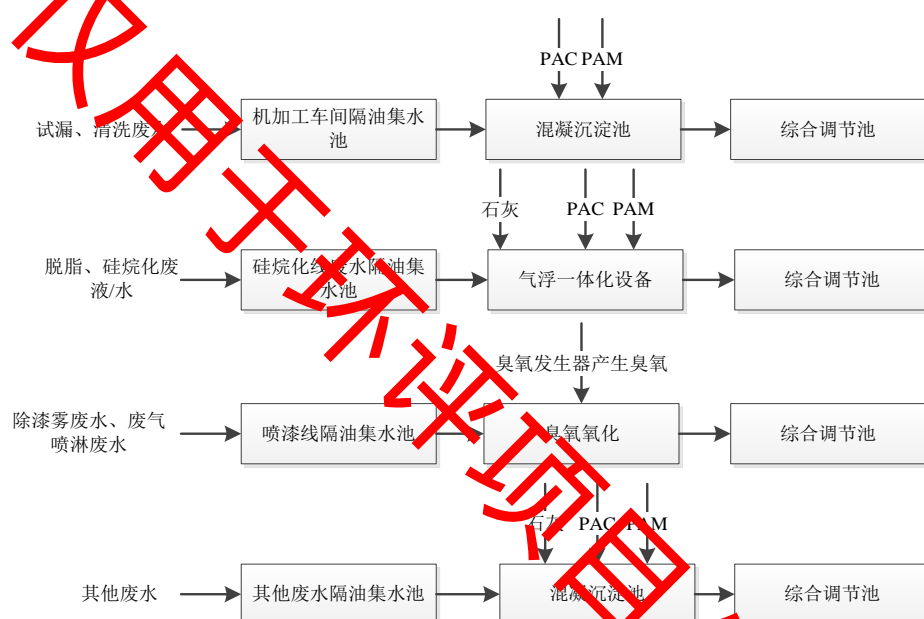 PAC PAM
试漏、清洗废水
机加工车间隔油集水
池
混凝沉淀池
综合调节池
石灰 PAC PAM
脱脂、硅烷化废
液/水
硅烷化线废水隔油集
水池
气浮一体化设备
综合调节池
臭氧发生器产生臭氧
除漆雾废水、废气
喷淋废水
喷漆线隔油集水池
臭氧氧化
综合调节池
石灰 PAC PAM
其他废水
其他废水隔油集水池
混凝沉淀池
综合调节池
仅用于环评项目